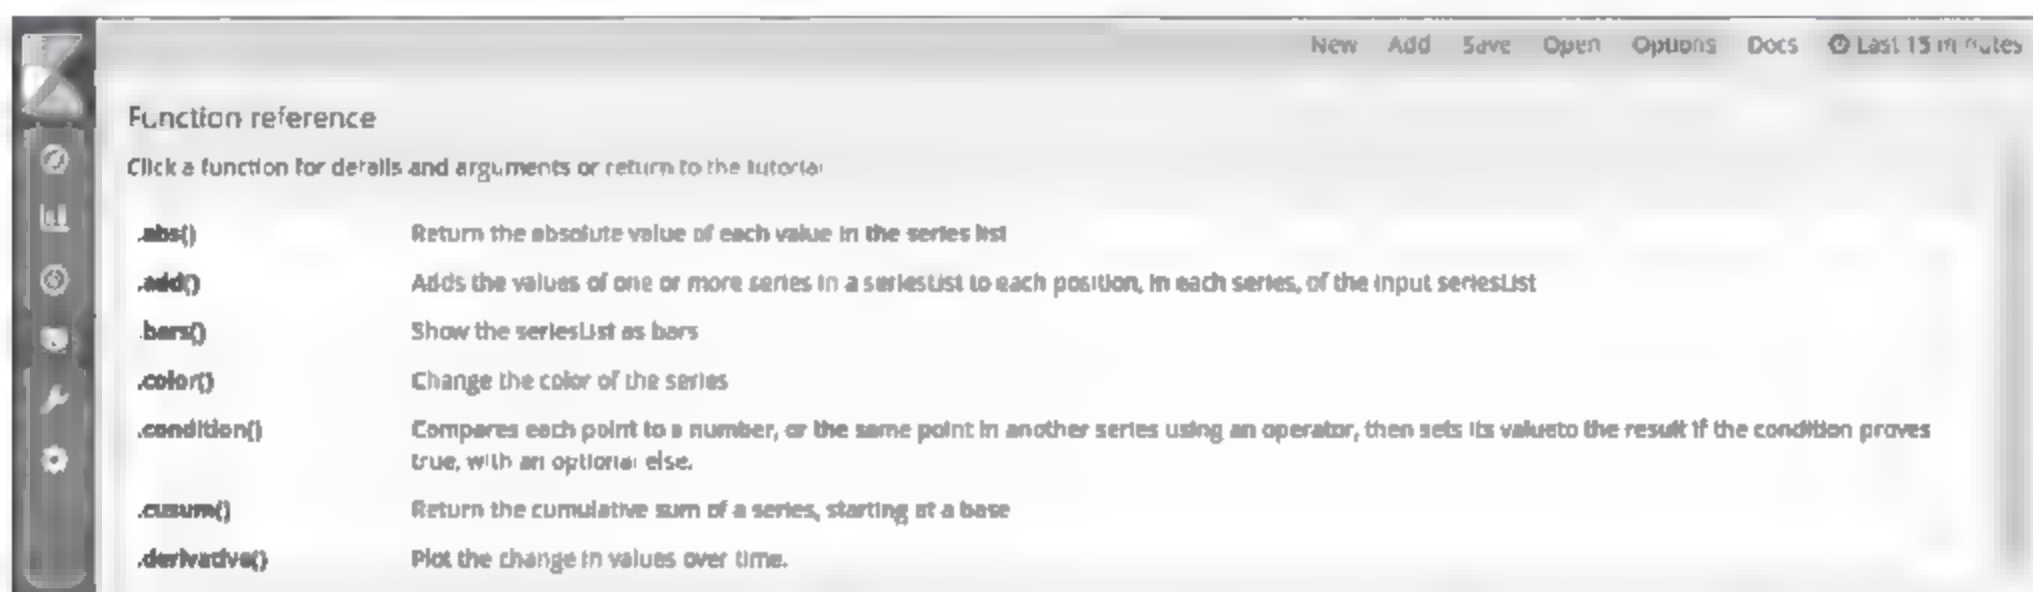 New Add Save Open Options Docs Last 15 minutes
Function reference
Click a function for details and arguments or return to the tutorial
.abs() Return the absolute value of each value in the series list
.add() Adds the values of one or more series in a seriesList to each position, in each series, of the input seriesList
.bars() Show the seriesList as bars
.color() Change the color of the series
.condition() Compares each point to a number, or the same point in another series using an operator, then sets its valueto the result if the condition proves
true, with an optional else.
.cusum() Return the cumulative sum of a series, starting at a base
.derivative() Plot the change in values over time.